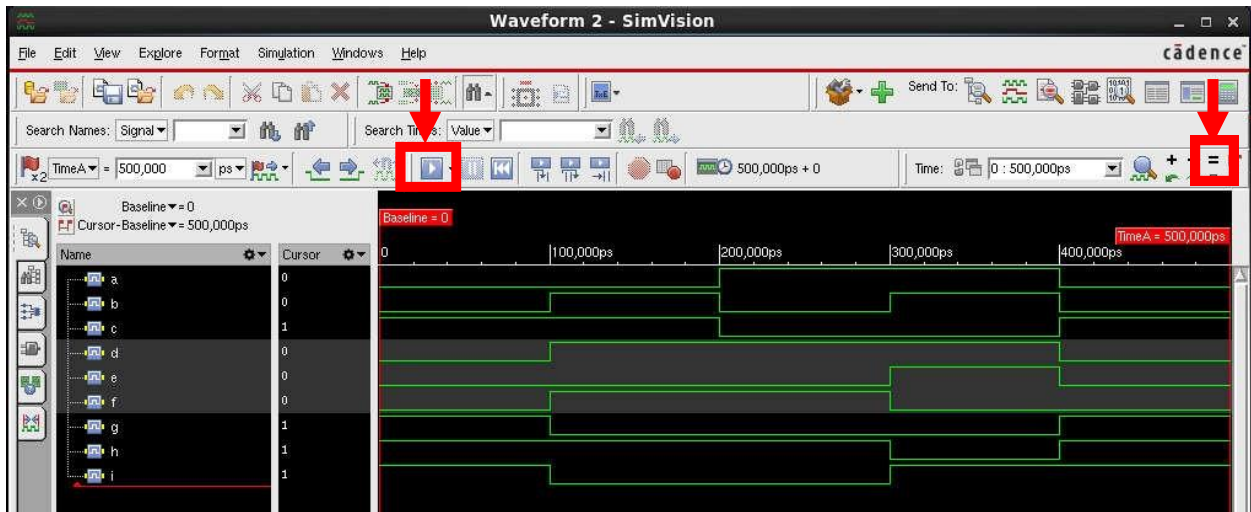 Waveform 2 - SimVision
File Edit View Explore Format Simulation Windows Help cādence
Send To:
Search Names: Signal Search Times: Value
x2 TimeA = 500,000 ps 500,000ps + 0 Time: 0 : 500,000ps
Baseline = 0
Cursor-Baseline = 500,000ps
Baseline = 0
TimeA = 500,000ps
Name Cursor 0 100,000ps 200,000ps 300,000ps 400,000ps
a 0
b 0
c 1
d 0
e 0
f 0
g 1
h 1
i 1